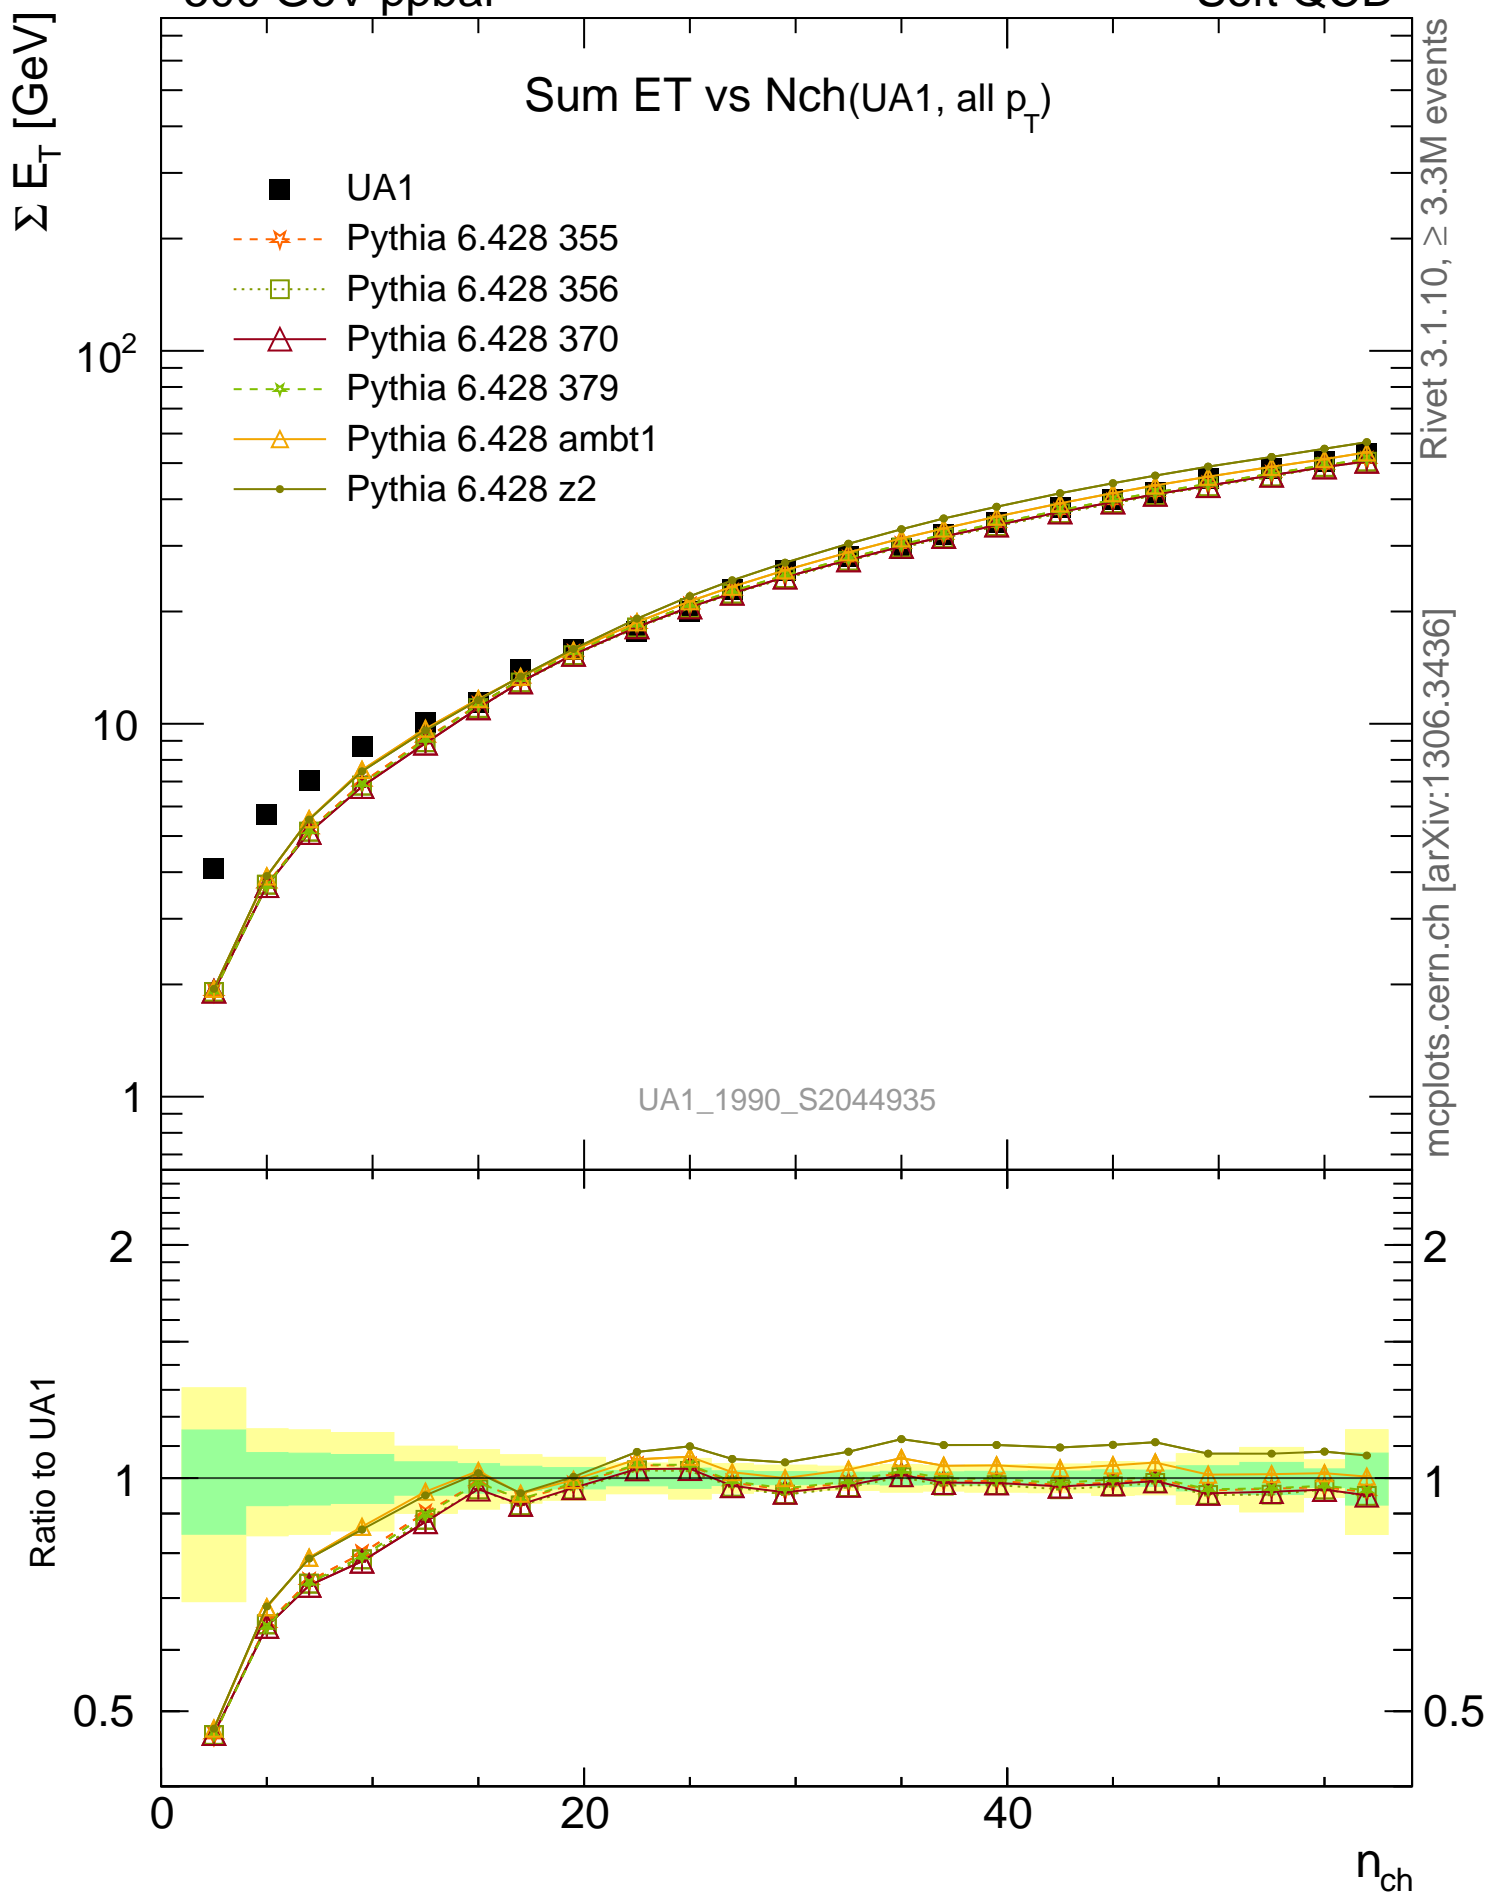 Sum ET vs Nch(UA1, all p_T)
Σ E_T [GeV]
UA1
Pythia 6.428 355
Pythia 6.428 356
Pythia 6.428 370
Pythia 6.428 379
Pythia 6.428 ambt1
Pythia 6.428 z2
10²
10
1
UA1_1990_S2044935
Rivet 3.1.10, ≥ 3.3M events
mcplots.cern.ch [arXiv:1306.3436]
Ratio to UA1
2
1
0.5
2
1
0.5
0
20
40
n_ch